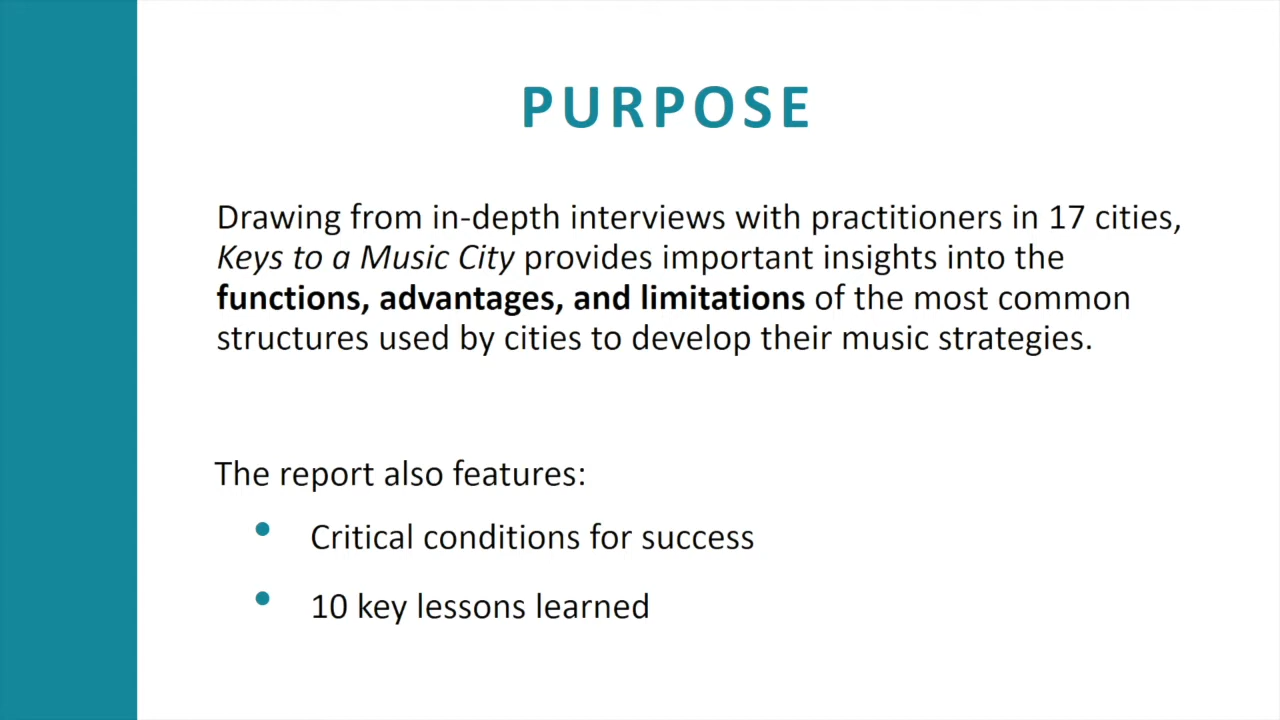 PURPOSE
Drawing from in-depth interviews with practitioners in 17 cities,
Keys to a Music City provides important insights into the
functions, advantages, and limitations of the most common
structures used by cities to develop their music strategies.
The report also features:
• Critical conditions for success
• 10 key lessons learned